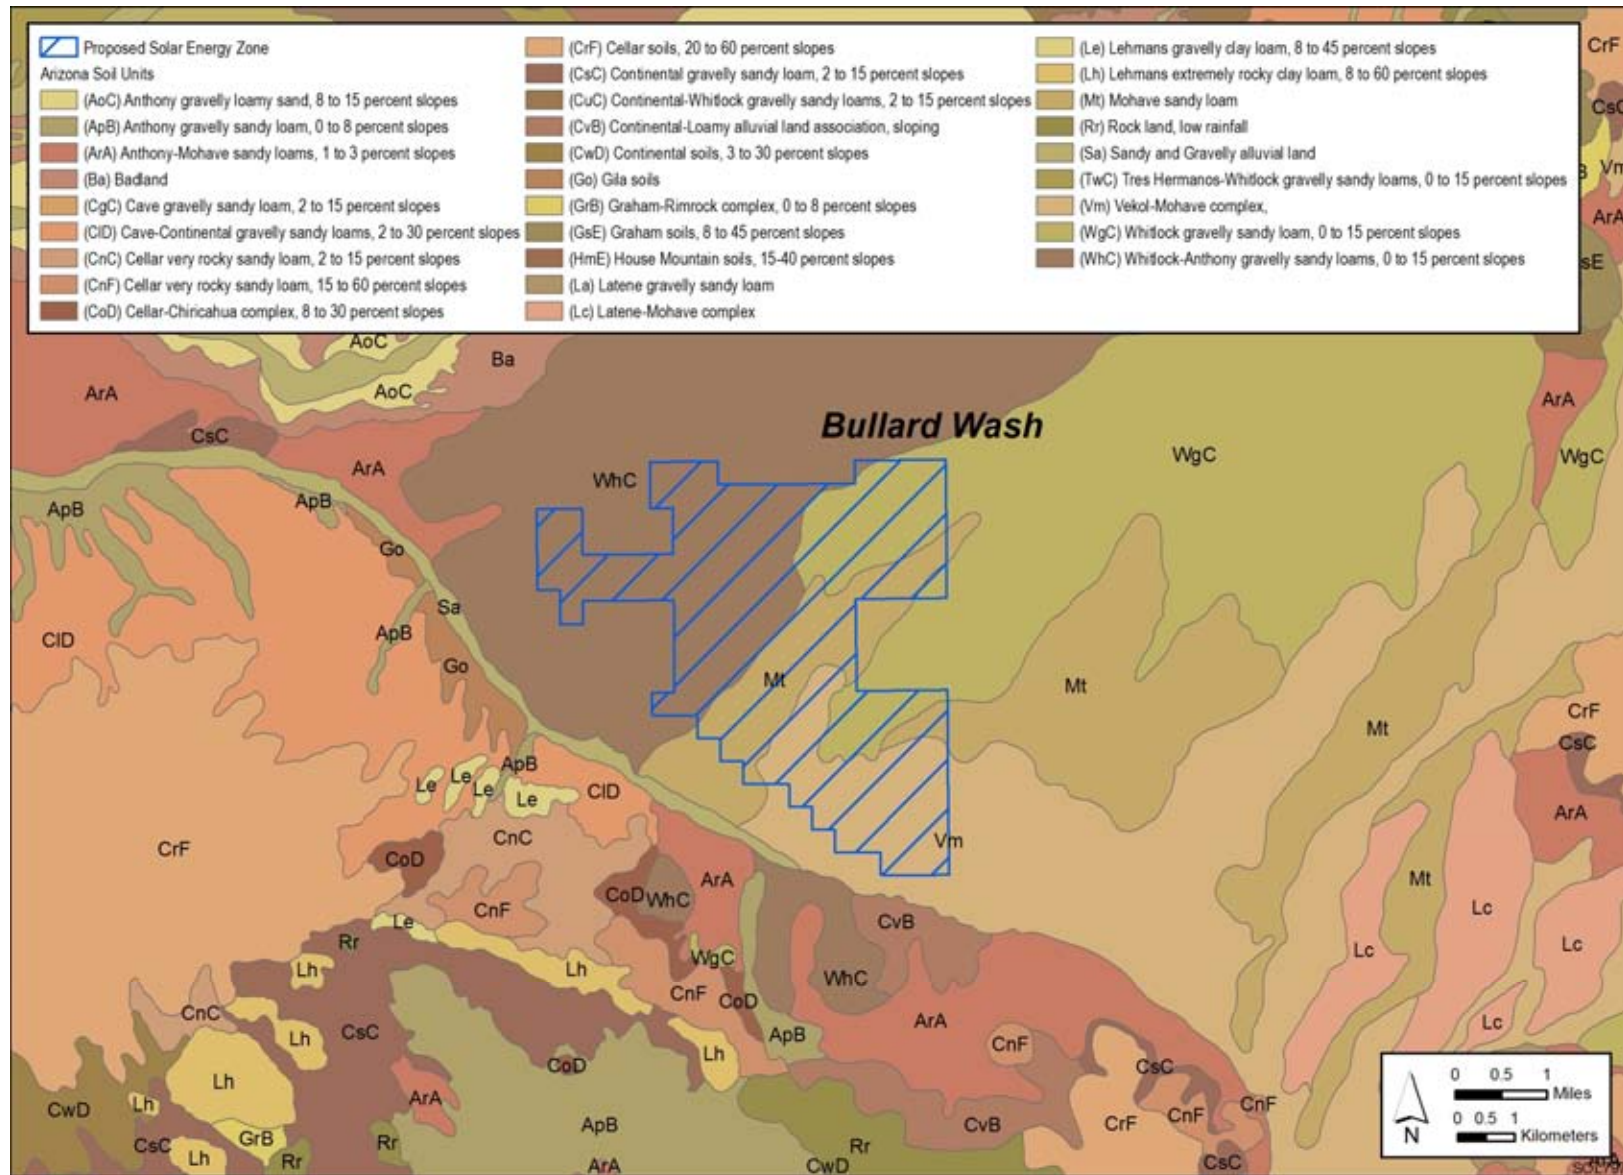 Proposed Solar Energy Zone
Arizona Soil Units
(AoC) Anthony gravelly loamy sand, 8 to 15 percent slopes
(ApB) Anthony gravelly sandy loam, 0 to 8 percent slopes
(ArA) Anthony-Mohave sandy loams, 1 to 3 percent slopes
(Ba) Badland
(CgC) Cave gravelly sandy loam, 2 to 15 percent slopes
(ClD) Cave-Continental gravelly sandy loams, 2 to 30 percent slopes
(CnC) Cellar very rocky sandy loam, 2 to 15 percent slopes
(CnF) Cellar very rocky sandy loam, 15 to 60 percent slopes
(CoD) Cellar-Chiricahua complex, 8 to 30 percent slopes
(CrF) Cellar soils, 20 to 60 percent slopes
(CsC) Continental gravelly sandy loam, 2 to 15 percent slopes
(CuC) Continental-Whitlock gravelly sandy loams, 2 to 15 percent slopes
(CvB) Continental-Loamy alluvial land association, sloping
(CwD) Continental soils, 3 to 30 percent slopes
(Go) Gila soils
(GrB) Graham-Rimrock complex, 0 to 8 percent slopes
(GsE) Graham soils, 8 to 45 percent slopes
(HmE) House Mountain soils, 15-40 percent slopes
(La) Latene gravelly sandy loam
(Lc) Latene-Mohave complex
(Le) Lehmans gravelly clay loam, 8 to 45 percent slopes
(Lh) Lehmans extremely rocky clay loam, 8 to 60 percent slopes
(Mt) Mohave sandy loam
(Rr) Rock land, low rainfall
(Sa) Sandy and Gravelly alluvial land
(TwC) Tres Hermanos-Whitlock gravelly sandy loams, 0 to 15 percent slopes
(Vm) Vekol-Mohave complex,
(WgC) Whitlock gravelly sandy loam, 0 to 15 percent slopes
(WhC) Whitlock-Anthony gravelly sandy loams, 0 to 15 percent slopes
CrF
CsC
Vm
ArA
sE
AoC
Ba
ArA
AoC
ArA
CsC
Bullard Wash
WgC
WgC
ArA
WhC
ApB
ApB
Go
Sa
ClD
ApB
Go
Mt
Mt
CrF
Mt
CsC
ApB
Le
Le
Le
Le
ClD
ArA
CnC
Vm
CrF
CoD
ArA
Mt
CoD
WhC
CnF
Lc
Le
CvB
Rr
Lc
Lc
WgC
Lh
Lh
WhC
CnF
CoD
CnC
ArA
Lc
CsC
Lh
ApB
CnF
Lh
CoD
CsC
Lh
ArA
CnF
Lh
CwD
CnF
ApB
CvB
CrF
GrB
Rr
Rr
CsC
Lh
Rr
ArA
CwD
CsC
N
0 0.5 1
Miles
0 0.5 1
Kilometers